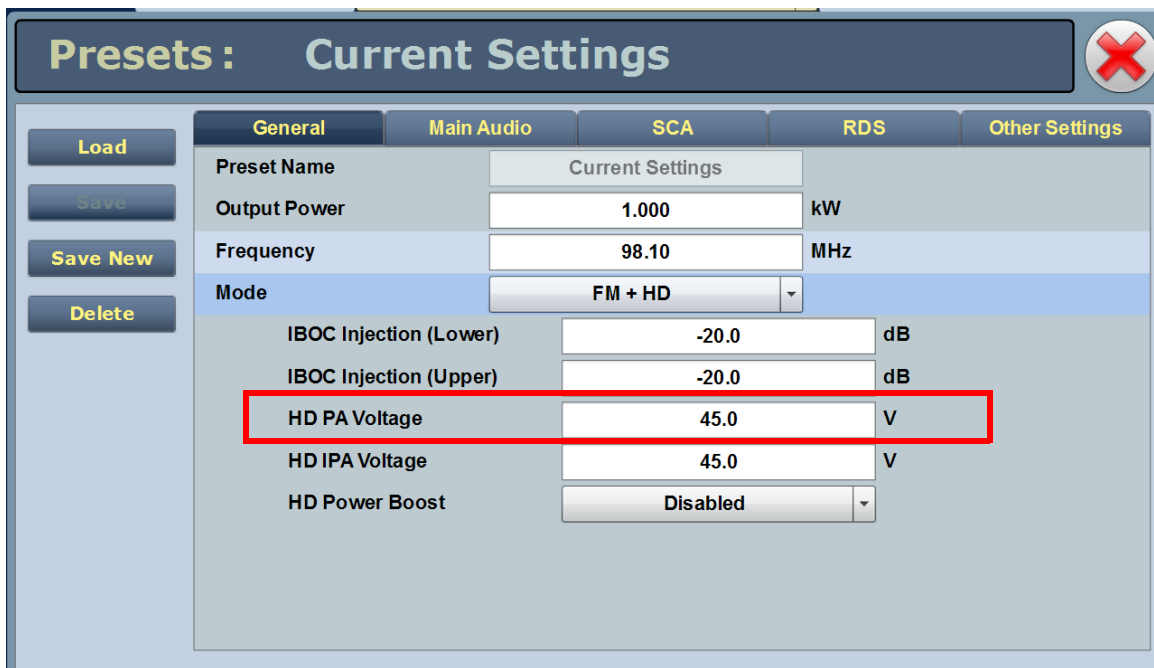 Presets: Current Settings
Load
Save
Save New
Delete
General Main Audio SCA RDS Other Settings
Preset Name Current Settings
Output Power 1.000 kW
Frequency 98.10 MHz
Mode FM + HD
IBOC Injection (Lower) -20.0 dB
IBOC Injection (Upper) -20.0 dB
HD PA Voltage 45.0 V
HD IPA Voltage 45.0 V
HD Power Boost Disabled